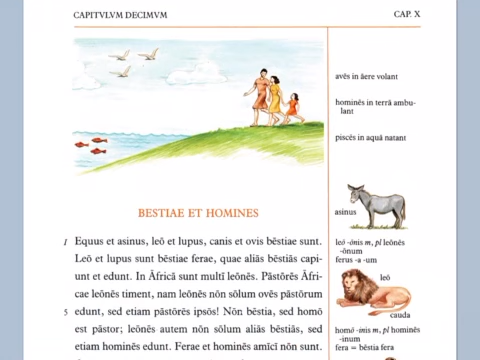 CAPITVLVM DECIMVM
CAP. X
avēs in āere volant
hominēs in terrā ambu-
lant
piscēs in aquā natant
BESTIAE ET HOMINES
1 Equus et asinus, leō et lupus, canis et ovis bēstiae sunt.
Leō et lupus sunt bēstiae ferae, quae aliās bēstiās capi-
unt et edunt. In Āfricā sunt multī leōnēs. Pāstōrēs Āfri-
cae leōnēs timent, nam leōnēs nōn sōlum ovēs pāstōrum
5 edunt, sed etiam pāstōrēs ipsōs! Nōn bēstia, sed homō
est pāstor; leōnēs autem nōn sōlum aliās bēstiās, sed
etiam hominēs edunt. Ferae et hominēs amīcī nōn sunt.
asinus
leō -ōnis m, pl leōnēs
-ōnum
ferus -a -um
leō
cauda
homō -inis m, pl hominēs
-inum
fera = bēstia fera